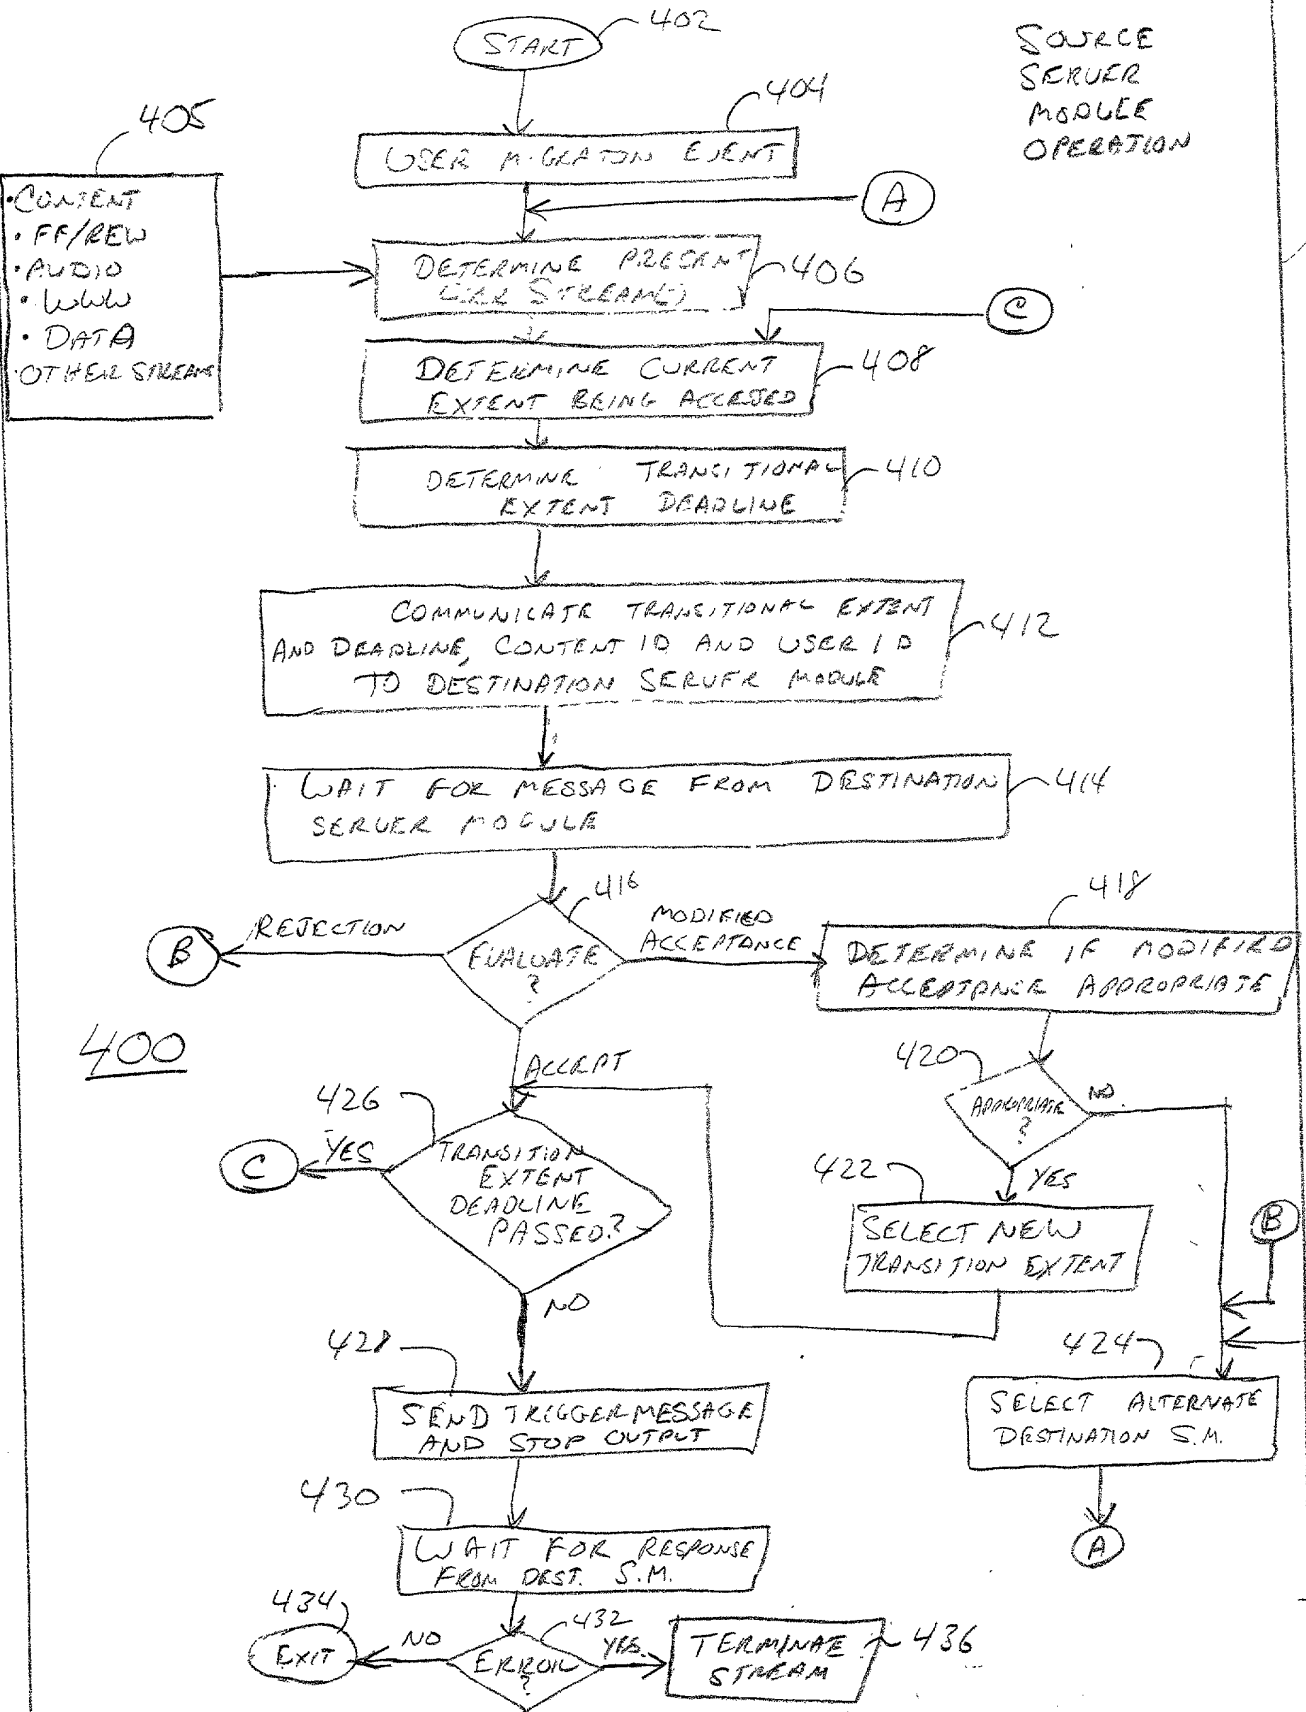 402
START
SOURCE
SERVER
MODULE
OPERATION
404
405
USER MIGRATON EVENT
A
CONTENT
• FF/REW
• AUDIO
• WWW
• DATA
OTHER STREAMS
DETERMINE PRESENT
USER STREAM(S)
406
C
DETERMINE CURRENT
EXTENT BEING ACCESSED
408
DETERMINE TRANSITIONAL
EXTENT DEADLINE
410
COMMUNICATE TRANSITIONAL EXTENT
AND DEADLINE, CONTENT ID AND USER ID
TO DESTINATION SERVER MODULE
412
WAIT FOR MESSAGE FROM DESTINATION
SERVER MODULE
414
416
418
REJECTION
MODIFIED
ACCEPTANCE
B
EVALUATE
?
DETERMINE IF MODIFIED
ACCEPTANCE APPROPRIATE
400
ACCEPT
420
APPROPRIATE
?
NO
426
YES
C
TRANSITION
EXTENT
DEADLINE
PASSED?
422
YES
SELECT NEW
TRANSITION EXTENT
B
NO
428
424
SEND TRIGGER MESSAGE
AND STOP OUTPUT
SELECT ALTERNATE
DESTINATION S.M.
430
WAIT FOR RESPONSE
FROM DEST. S.M.
A
434
432
EXIT
NO
ERROR
?
YES
TERMINAE
STREAM
436